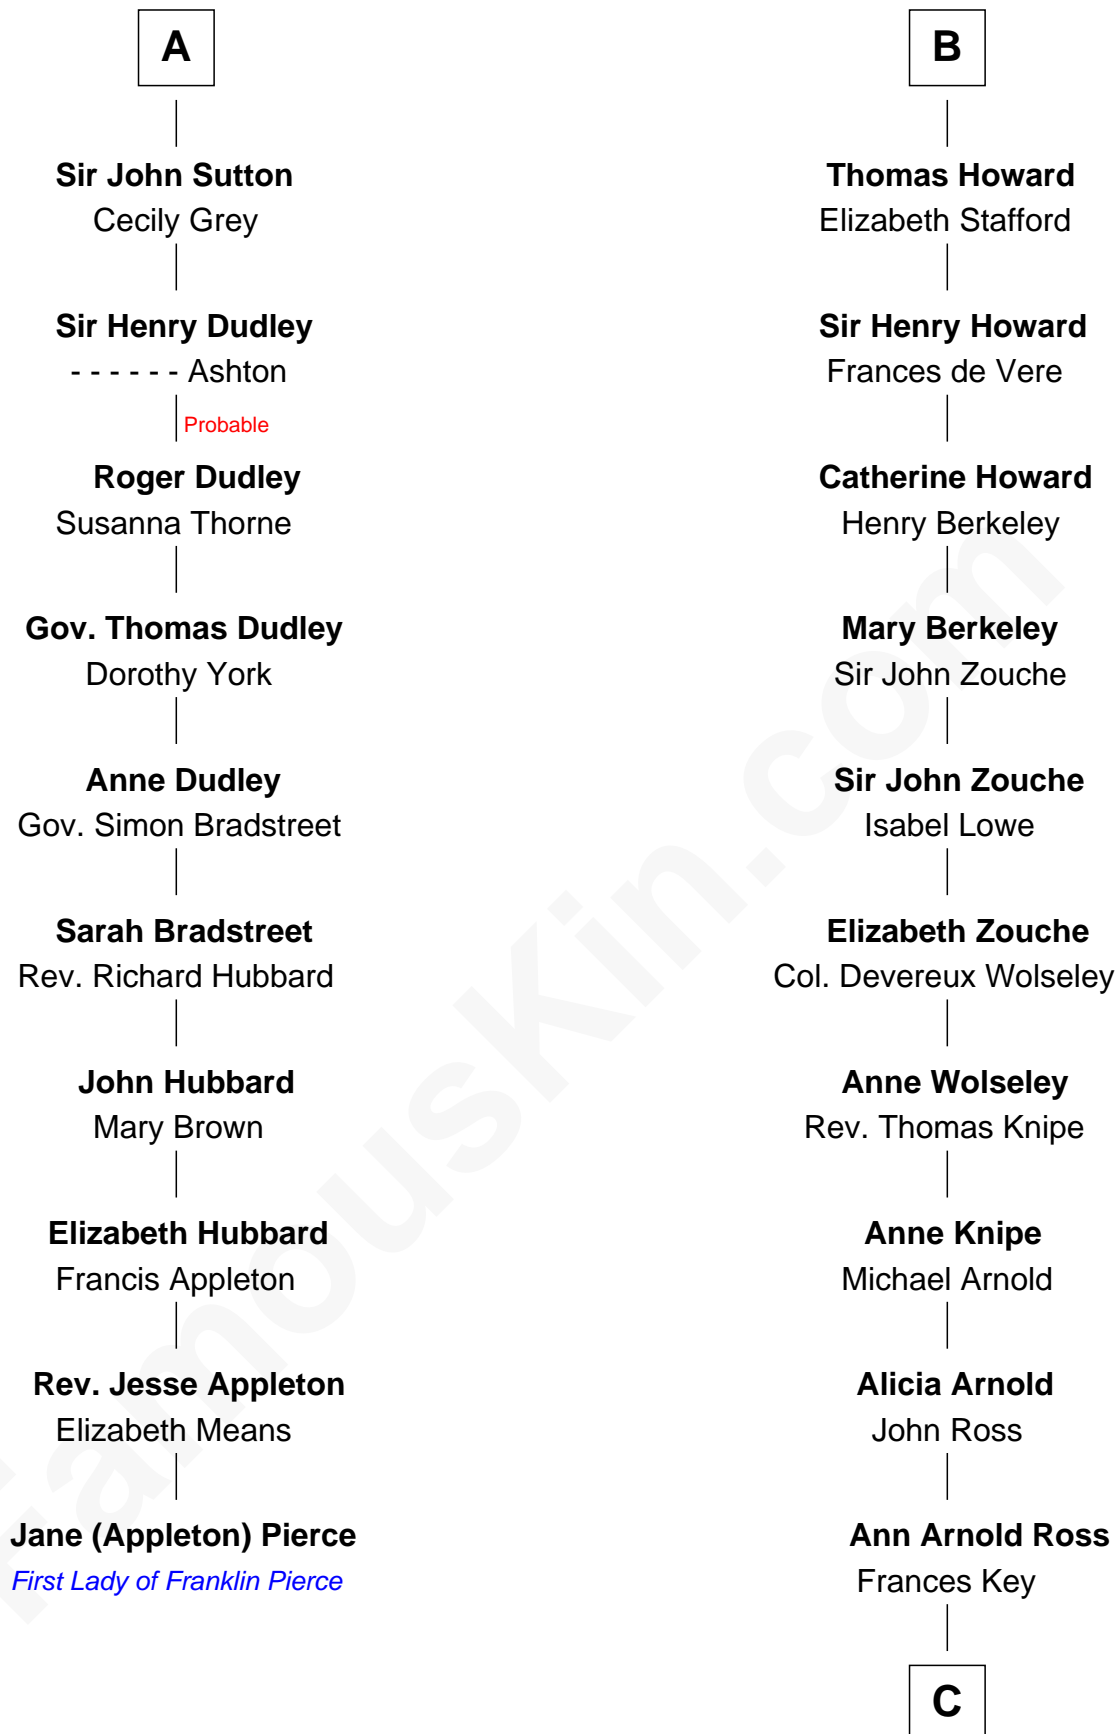 A
Sir John Sutton
Cecily Grey
Sir Henry Dudley
- - - - - - Ashton
Probable
Roger Dudley
Susanna Thorne
Gov. Thomas Dudley
Dorothy York
Anne Dudley
Gov. Simon Bradstreet
Sarah Bradstreet
Rev. Richard Hubbard
John Hubbard
Mary Brown
Elizabeth Hubbard
Francis Appleton
Rev. Jesse Appleton
Elizabeth Means
Jane (Appleton) Pierce
First Lady of Franklin Pierce
B
Thomas Howard
Elizabeth Stafford
Sir Henry Howard
Frances de Vere
Catherine Howard
Henry Berkeley
Mary Berkeley
Sir John Zouche
Sir John Zouche
Isabel Lowe
Elizabeth Zouche
Col. Devereux Wolseley
Anne Wolseley
Rev. Thomas Knipe
Anne Knipe
Michael Arnold
Alicia Arnold
John Ross
Ann Arnold Ross
Frances Key
C
FamousKin.com